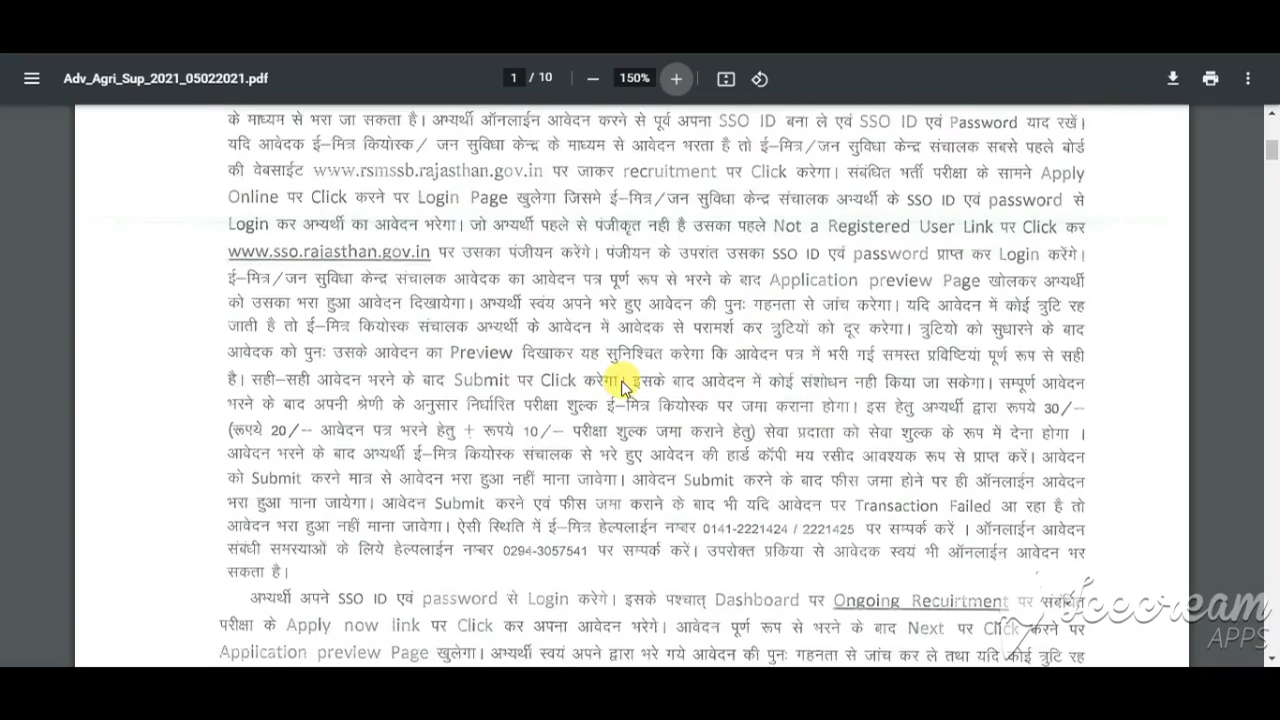 Adv_Agri_Sup_2021_05022021.pdf
1 / 10
150%
के माध्यम से भरा जा सकता है। अभ्यर्थी ऑनलाईन आवेदन करने से पूर्व अपना SSO ID बना ले एवं SSO ID एवं Password याद रखें।
यदि आवेदक ई–मित्र कियोस्क/ जन सुविधा केन्द्र के माध्यम से आवेदन भरता है तो ई–मित्र/जन सुविधा केन्द्र संचालक सबसे पहले बोर्ड
की वेबसाईट www.rsmssb.rajasthan.gov.in पर जाकर recruitment पर Click करेगा। संबंधित भर्ती परीक्षा के सामने Apply
Online पर Click करने पर Login Page खुलेगा जिसमे ई–मित्र/जन सुविधा केन्द्र संचालक अभ्यर्थी के SSO ID एवं password से
Login कर अभ्यर्थी का आवेदन भरेगा। जो अभ्यर्थी पहले से पंजीकृत नही है उसका पहले Not a Registered User Link पर Click कर
www.sso.rajasthan.gov.in पर उसका पंजीयन करेंगे। पंजीयन के उपरांत उसका SSO ID एवं password प्राप्त कर Login करेंगे।
ई–मित्र/जन सुविधा केन्द्र संचालक आवेदक का आवेदन पत्र पूर्ण रूप से भरने के बाद Application preview Page खोलकर अभ्यर्थी
को उसका भरा हुआ आवेदन दिखायेगा। अभ्यर्थी स्वंय अपने भरे हुए आवेदन की पुनः गहनता से जांच करेगा। यदि आवेदन में कोई त्रुटि रह
जाती है तो ई–मित्र कियोस्क संचालक अभ्यर्थी के आवेदन में आवेदक से परामर्श कर त्रुटियों को दूर करेगा। त्रुटियो को सुधारने के बाद
आवेदक को पुनः उसके आवेदन का Preview दिखाकर यह सुनिश्चित करेगा कि आवेदन पत्र में भरी गई समस्त प्रविष्टियां पूर्ण रूप से सही
है। सही–सही आवेदन भरने के बाद Submit पर Click करेगा। इसके बाद आवेदन में कोई संशोधन नही किया जा सकेगा। सम्पूर्ण आवेदन
भरने के बाद अपनी श्रेणी के अनुसार निर्धारित परीक्षा शुल्क ई–मित्र कियोस्क पर जमा कराना होगा। इस हेतु अभ्यर्थी द्वारा रूपये 30/–
(रूपये 20/– आवेदन पत्र भरने हेतु + रूपये 10/– परीक्षा शुल्क जमा कराने हेतु) सेवा प्रदाता को सेवा शुल्क के रूप में देना होगा ।
आवेदन भरने के बाद अभ्यर्थी ई–मित्र कियोस्क संचालक से भरे हुए आवेदन की हार्ड कॉपी मय रसीद आवश्यक रूप से प्राप्त करें। आवेदन
को Submit करने मात्र से आवेदन भरा हुआ नहीं माना जावेगा। आवेदन Submit करने के बाद फीस जमा होने पर ही ऑनलाईन आवेदन
भरा हुआ माना जायेगा। आवेदन Submit करने एवं फीस जमा कराने के बाद भी यदि आवेदन पर Transaction Failed आ रहा है तो
आवेदन भरा हुआ नहीं माना जावेगा। ऐसी स्थिति में ई–मित्र हेल्पलाईन नम्बर 0141-2221424 / 2221425 पर सम्पर्क करें । ऑनलाईन आवेदन
संबंधी समस्याओं के लिये हेल्पलाईन नम्बर 0294-3057541 पर सम्पर्क करें। उपरोक्त प्रकिया से आवेदक स्वयं भी ऑनलाईन आवेदन भर
सकता है।
अभ्यर्थी अपने SSO ID एवं password से Login करेगे। इसके पश्चात् Dashboard पर Ongoing Recuirtment पर संबंधित
परीक्षा के Apply now link पर Click कर अपना आवेदन भरेगे। आवेदन पूर्ण रूप से भरने के बाद Next पर Click करने पर
Application preview Page खुलेगा। अभ्यर्थी स्वयं अपने द्वारा भरे गये आवेदन की पुनः गहनता से जांच कर ले तथा यदि कोई त्रुटि रह
Icecream
APPS